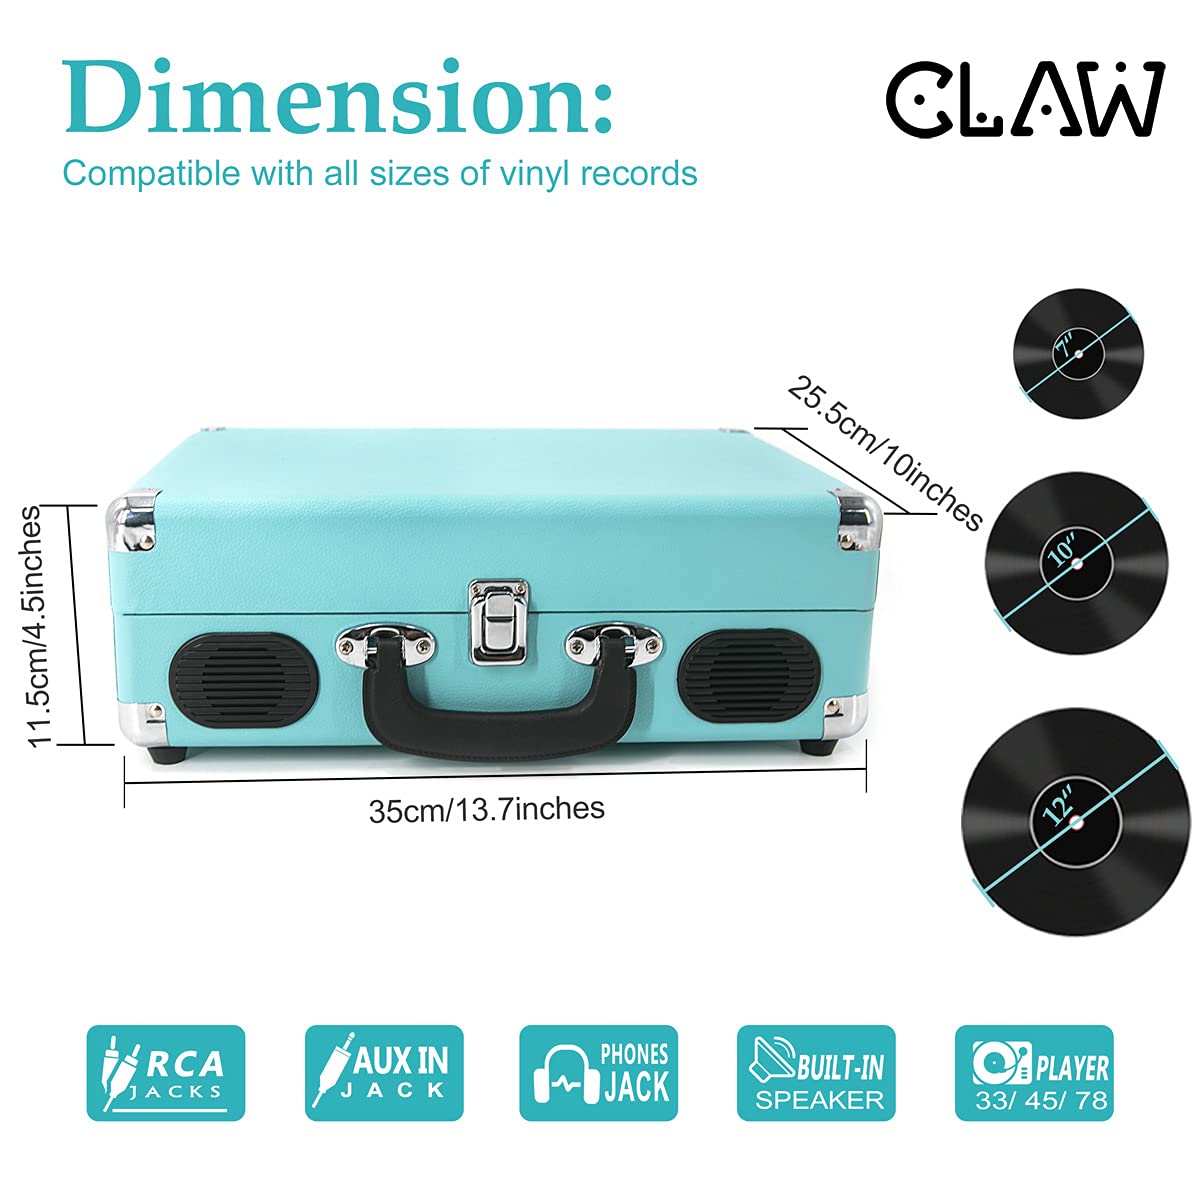 Dimension:
CLAW
Compatible with all sizes of vinyl records
7"
25.5cm/10inches
10"
11.5cm/4.5inches
12"
35cm/13.7inches
RCA
JACKS
AUX IN
JACK
PHONES
JACK
BUILT-IN
SPEAKER
PLAYER
33/ 45/ 78